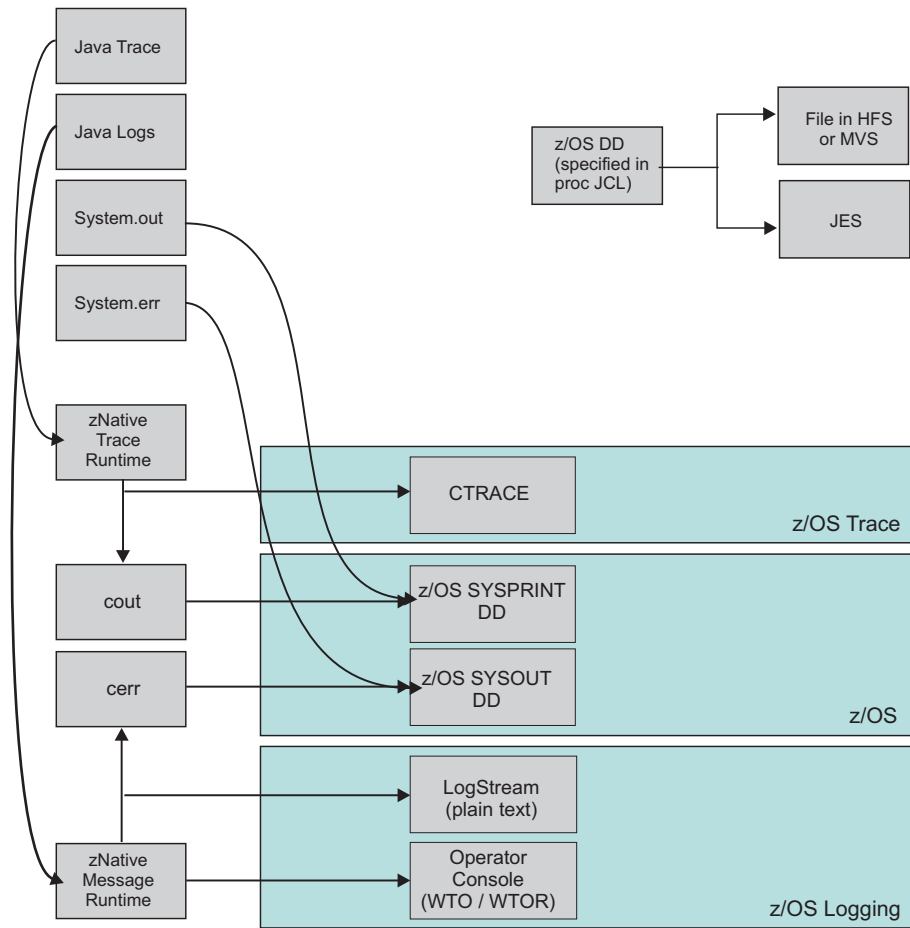 Java Trace
Java Logs
System.out
System.err
z/OS DD
(specified in
proc JCL)
File in HFS
or MVS
JES
zNative
Trace
Runtime
CTRACE
z/OS Trace
cout
z/OS SYSPRINT
DD
cerr
z/OS SYSOUT
DD
z/OS
LogStream
(plain text)
zNative
Message
Runtime
Operator
Console
(WTO / WTOR)
z/OS Logging